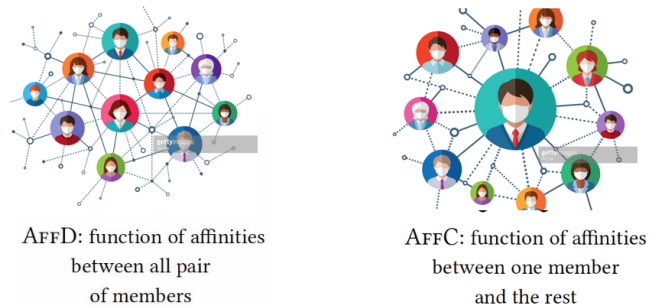 gettyimages
AFFD: function of affinities
between all pair
of members
AFFC: function of affinities
between one member
and the rest